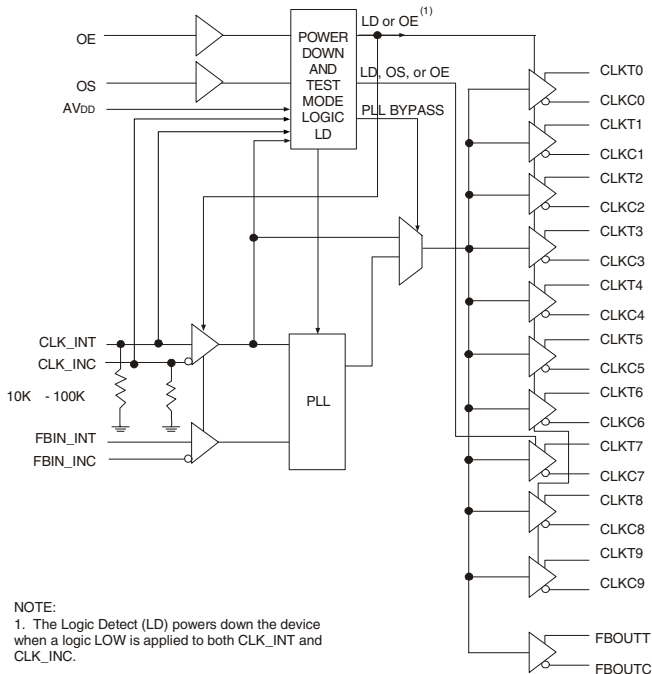 OE
OS
AVDD
POWER
DOWN
AND
TEST
MODE
LOGIC
LD
LD or OE (1)
LD, OS, or OE
PLL BYPASS
CLK_INT
CLK_INC
10K - 100K
FBIN_INT
FBIN_INC
PLL
CLKT0
CLKC0
CLKT1
CLKC1
CLKT2
CLKC2
CLKT3
CLKC3
CLKT4
CLKC4
CLKT5
CLKC5
CLKT6
CLKC6
CLKT7
CLKC7
CLKT8
CLKC8
CLKT9
CLKC9
FBOUTT
FBOUTC
NOTE:
1. The Logic Detect (LD) powers down the device
when a logic LOW is applied to both CLK_INT and
CLK_INC.